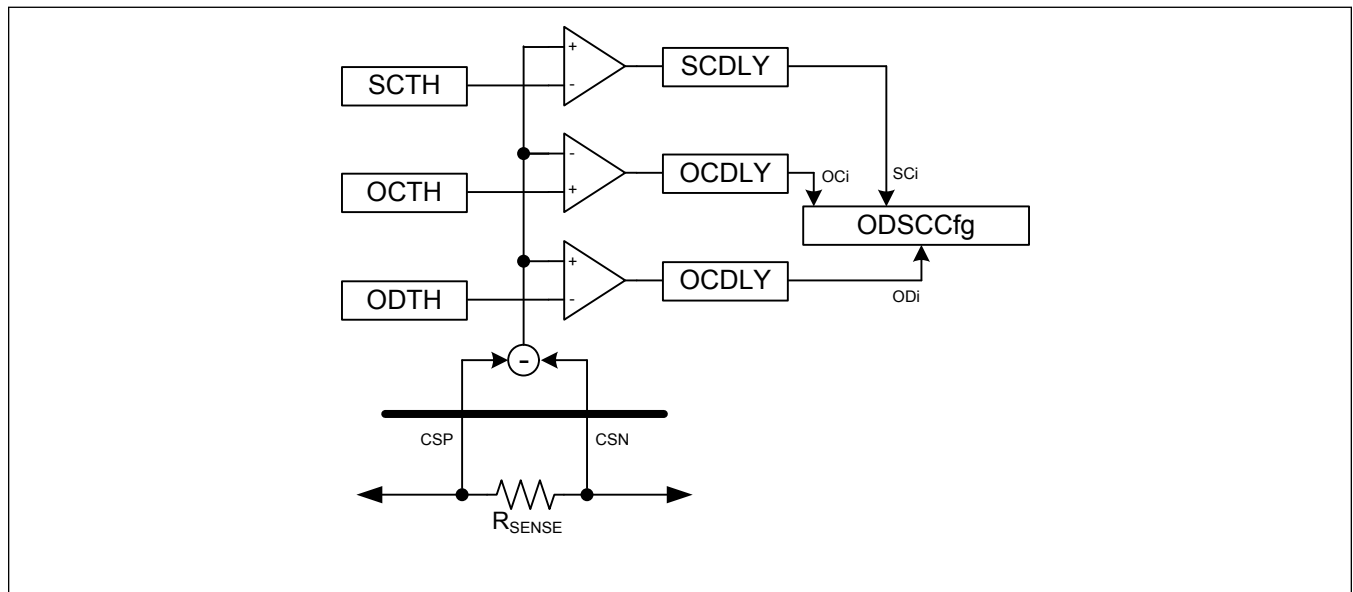 +
SCDLY
SCTH
-
-
OCDLY
OCi
SCi
OCTH
+
ODSCCfg
+
OCDLY
ODTH
-
ODi
-
CSP
CSN
RSENSE